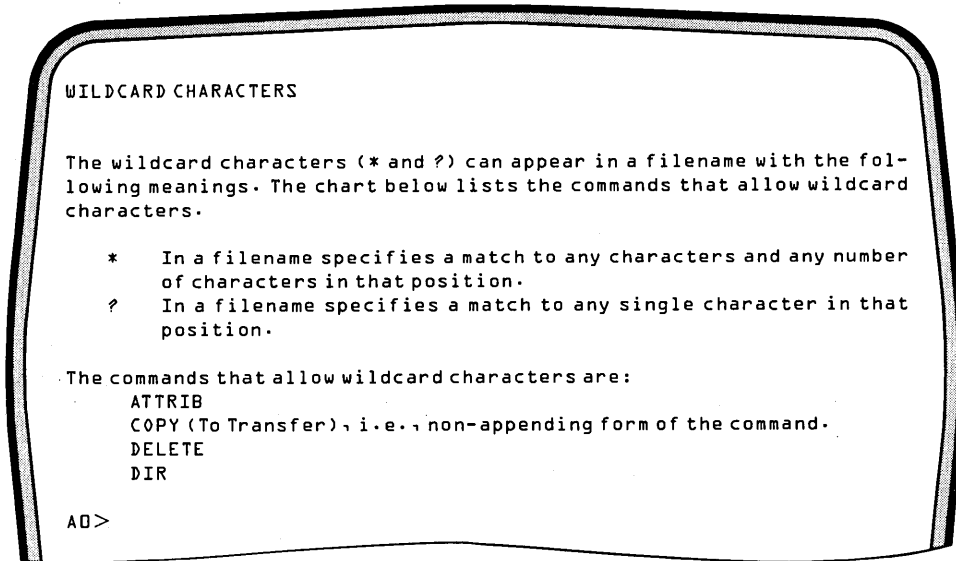 WILDCARD CHARACTERS
The wildcard characters (* and ?) can appear in a filename with the fol-
lowing meanings. The chart below lists the commands that allow wildcard
characters.
* In a filename specifies a match to any characters and any number
of characters in that position.
? In a filename specifies a match to any single character in that
position.
The commands that allow wildcard characters are:
ATTRIB
COPY (To Transfer), i.e., non-appending form of the command.
DELETE
DIR
A0>